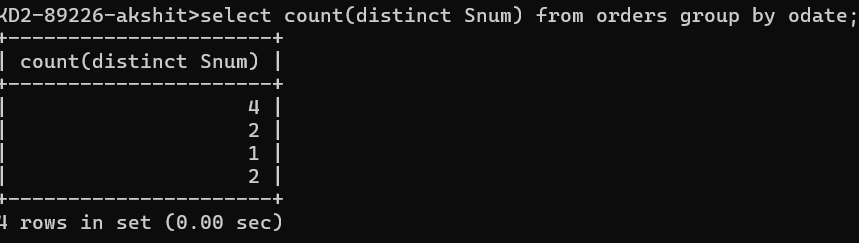 KD2-89226-akshit>select count(distinct Snum) from orders group by odate;
+----------------------+
| count(distinct Snum) |
+----------------------+
|                    4 |
|                    2 |
|                    1 |
|                    2 |
+----------------------+
4 rows in set (0.00 sec)